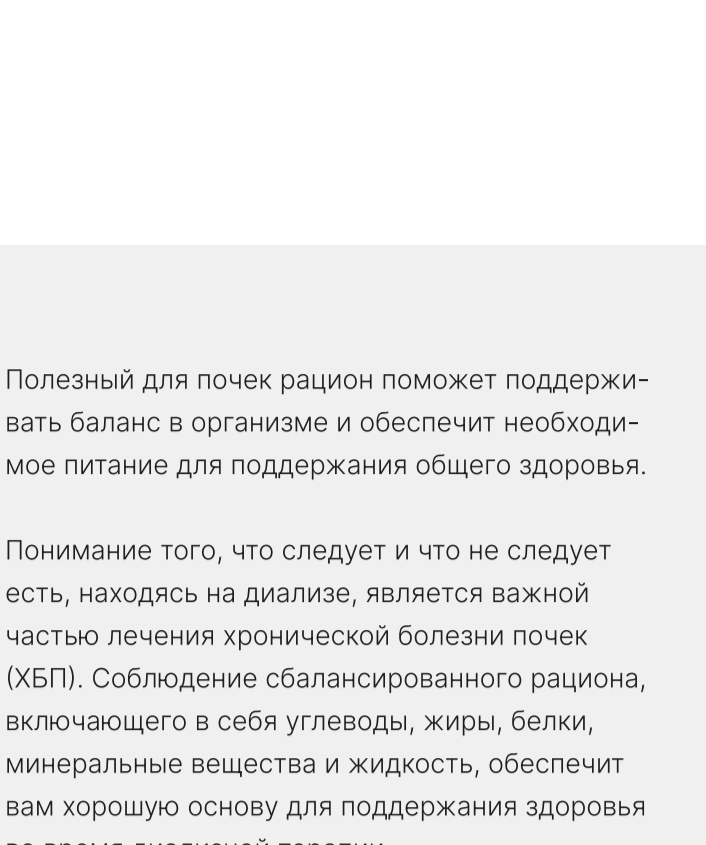 Полезный для почек рацион поможет поддержи-
вать баланс в организме и обеспечит необходи-
мое питание для поддержания общего здоровья.
Понимание того, что следует и что не следует
есть, находясь на диализе, является важной
частью лечения хронической болезни почек
(ХБП). Соблюдение сбалансированного рациона,
включающего в себя углеводы, жиры, белки,
минеральные вещества и жидкость, обеспечит
вам хорошую основу для поддержания здоровья